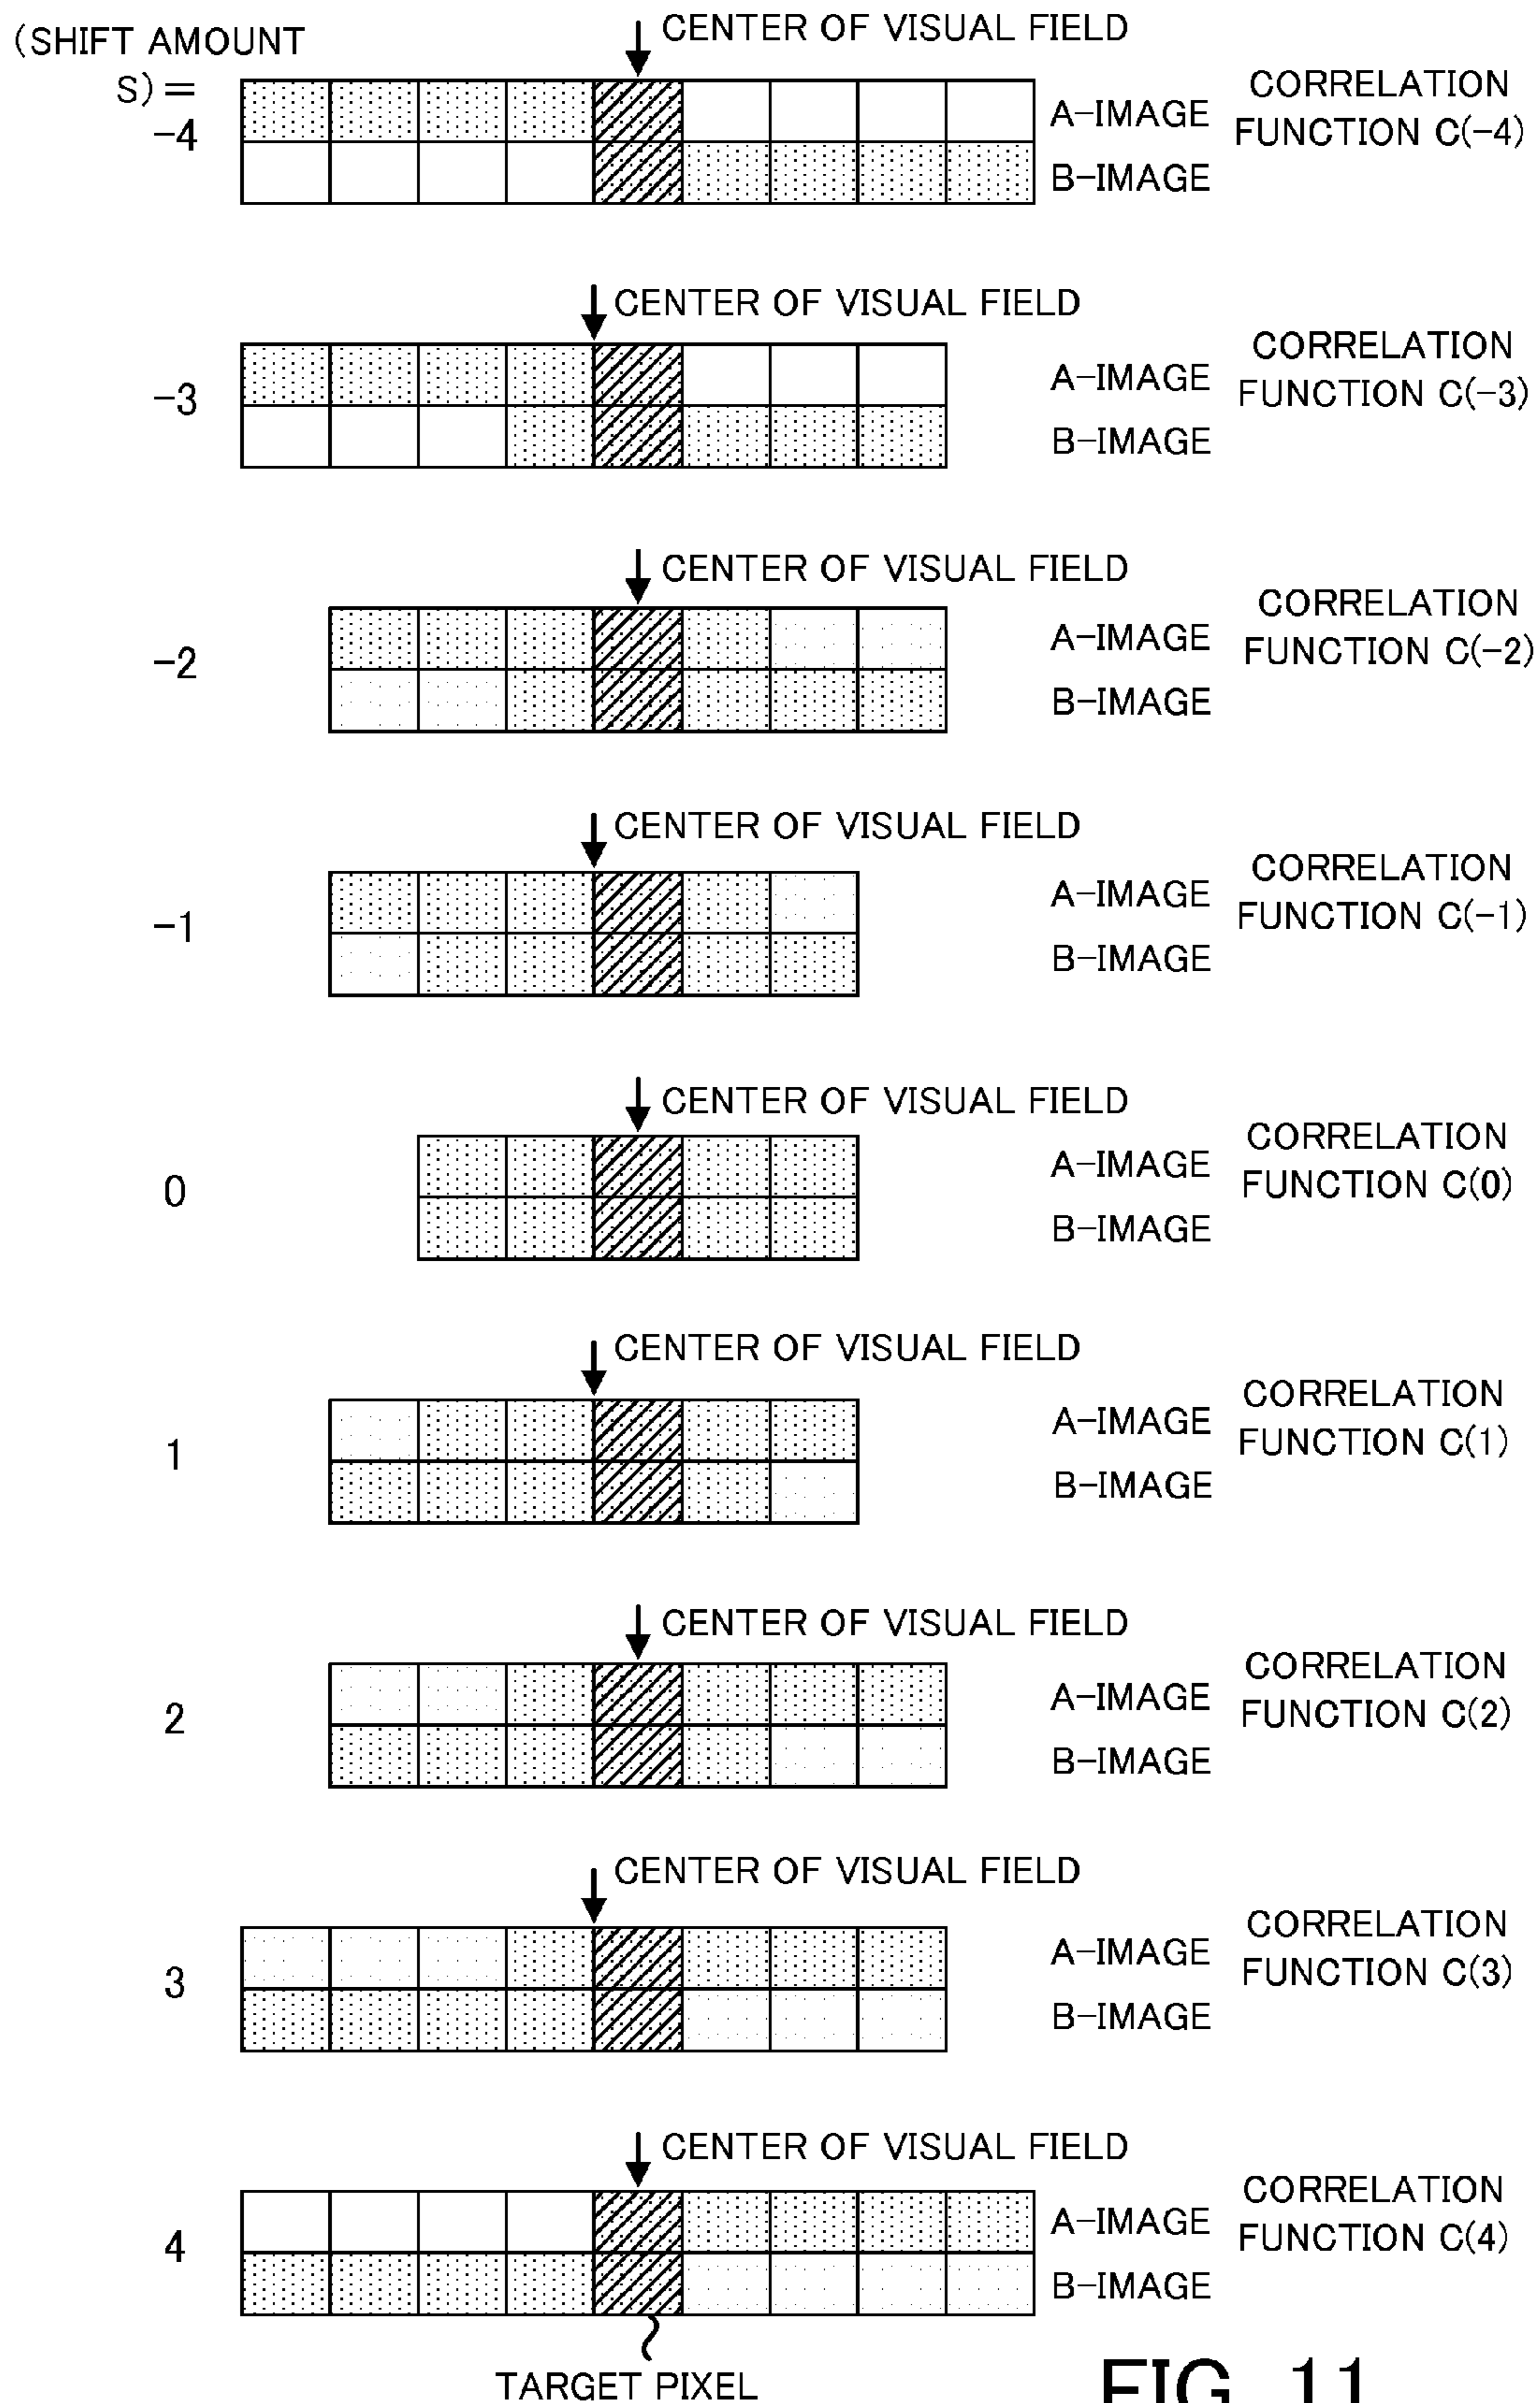 (SHIFT AMOUNT
S) =
CENTER OF VISUAL FIELD
-4
A-IMAGE
B-IMAGE
CORRELATION
FUNCTION C(-4)
CENTER OF VISUAL FIELD
-3
A-IMAGE
B-IMAGE
CORRELATION
FUNCTION C(-3)
CENTER OF VISUAL FIELD
-2
A-IMAGE
B-IMAGE
CORRELATION
FUNCTION C(-2)
CENTER OF VISUAL FIELD
-1
A-IMAGE
B-IMAGE
CORRELATION
FUNCTION C(-1)
CENTER OF VISUAL FIELD
0
A-IMAGE
B-IMAGE
CORRELATION
FUNCTION C(0)
CENTER OF VISUAL FIELD
1
A-IMAGE
B-IMAGE
CORRELATION
FUNCTION C(1)
CENTER OF VISUAL FIELD
2
A-IMAGE
B-IMAGE
CORRELATION
FUNCTION C(2)
CENTER OF VISUAL FIELD
3
A-IMAGE
B-IMAGE
CORRELATION
FUNCTION C(3)
CENTER OF VISUAL FIELD
4
A-IMAGE
B-IMAGE
CORRELATION
FUNCTION C(4)
TARGET PIXEL
FIG. 11